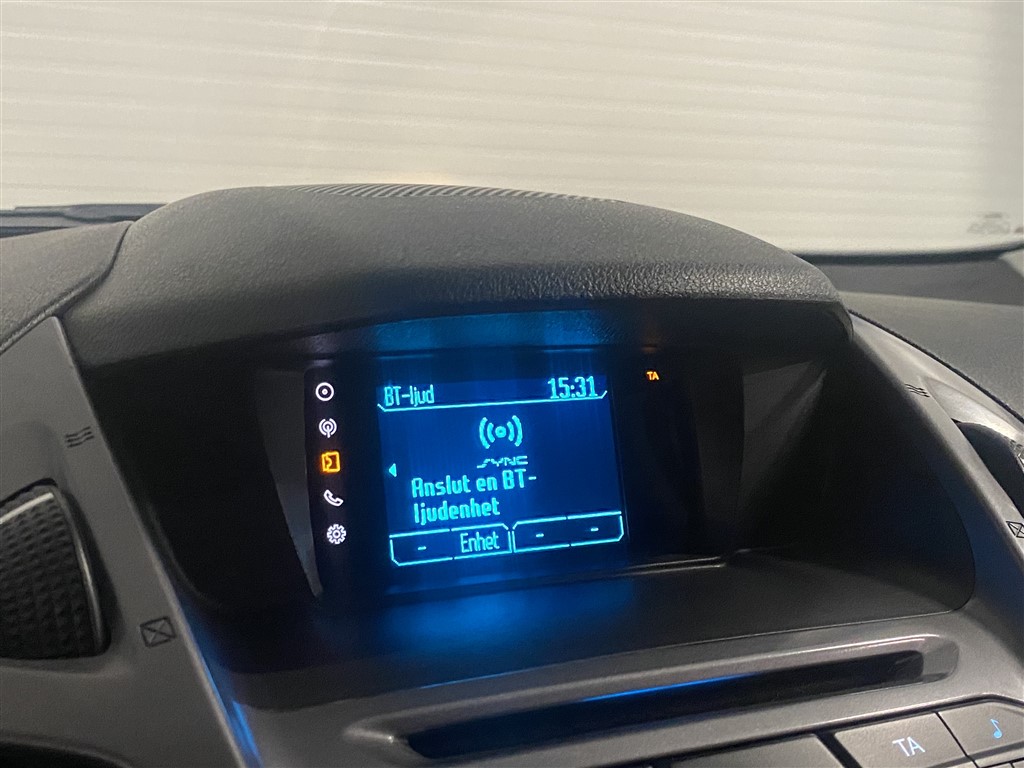 BT-ljud 15:31
TA
SYNC
Anslut en BT-
ljudenhet
- Enhet - -
TA